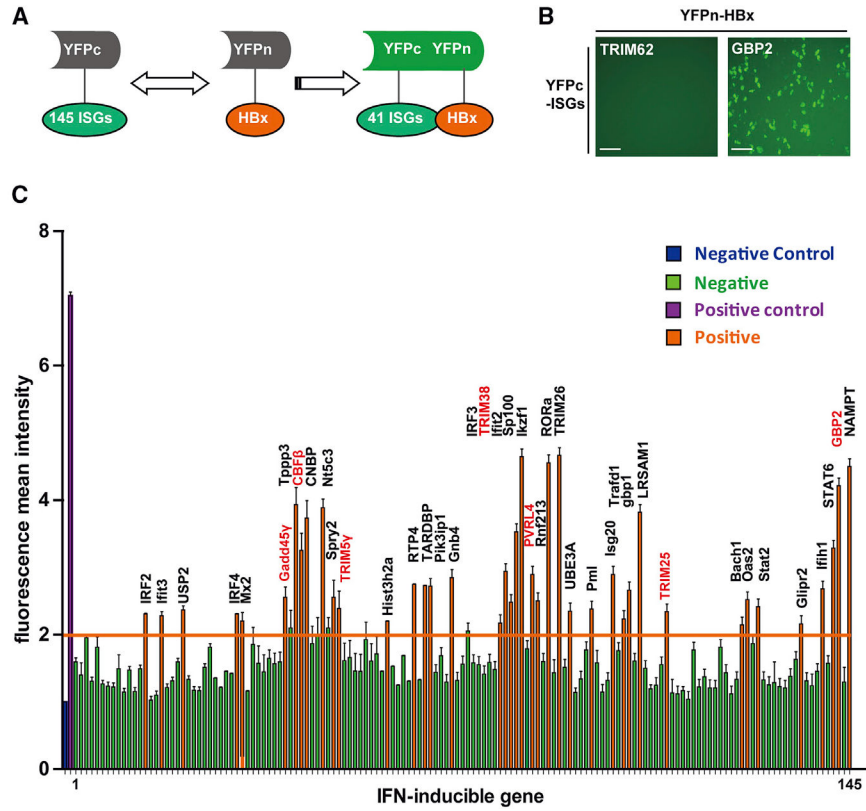 A
YFPc
YFPn
YFPc YFPn
145 ISGs
HBx
41 ISGs
HBx
B
YFPn-HBx
YFPc
-ISGs
TRIM62
GBP2
C
fluorescence mean intensity
8
6
4
2
0
Negative Control
Negative
Positive control
Positive
IRF2
Ifit3
USP2
IRF4
Mx2
Gadd45γ
Tppp3
CBFβ
CNBP
Nt5c3
Spry2
TRIM5γ
Hist3h2a
RTP4
TARDBP
Pik3ip1
Gnb4
IRF3
TRIM38
Ifit2
Sp100
Ikzf1
PVRL4
Rnf213
RORa
TRIM26
UBE3A
Pml
Isg20
Trafd1
gbp1
LRSAM1
TRIM25
Bach1
Oas2
Stat2
Glipr2
Ifih1
STAT6
GBP2
NAMPT
1
145
IFN-inducible gene